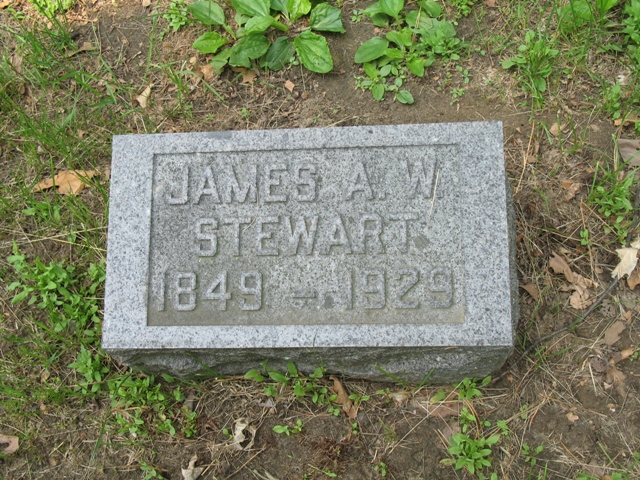 JAMES A. W
STEWART
1849 - 1929